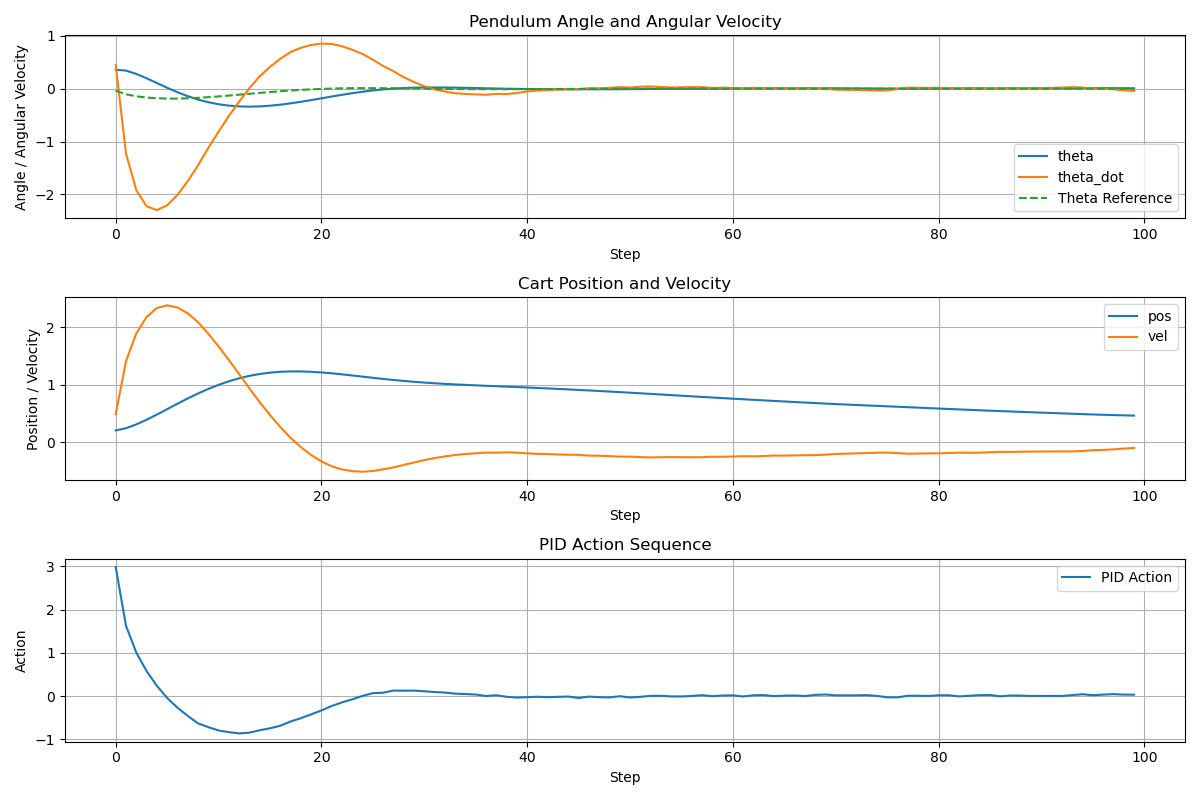 Pendulum Angle and Angular Velocity
Angle / Angular Velocity
1
0
−1
−2
theta
theta_dot
Theta Reference
0 20 40 60 80 100
Step
Cart Position and Velocity
Position / Velocity
2
1
0
pos
vel
0 20 40 60 80 100
Step
PID Action Sequence
Action
3
2
1
0
−1
PID Action
0 20 40 60 80 100
Step